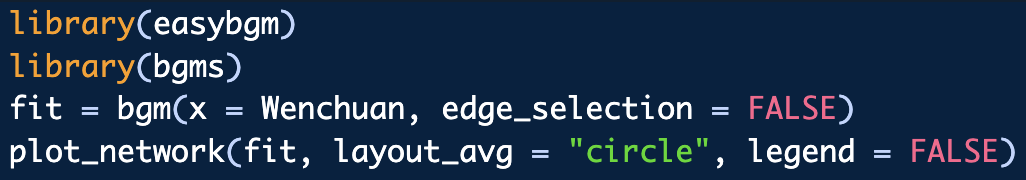 library(easybgm)
library(bgms)
fit = bgm(x = Wenchuan, edge_selection = FALSE)
plot_network(fit, layout_avg = "circle", legend = FALSE)